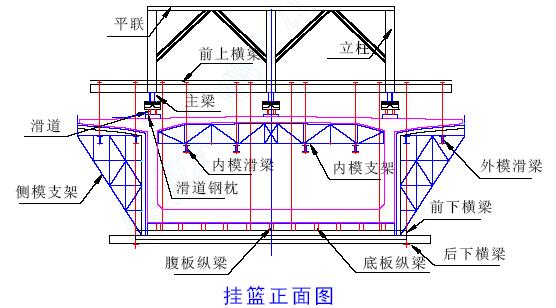 平联
立柱
前上横梁
主梁
滑道
内模滑梁
内模支架
外模滑梁
侧模支架
滑道钢枕
前下横梁
腹板纵梁
底板纵梁
后下横梁
挂篮正面图